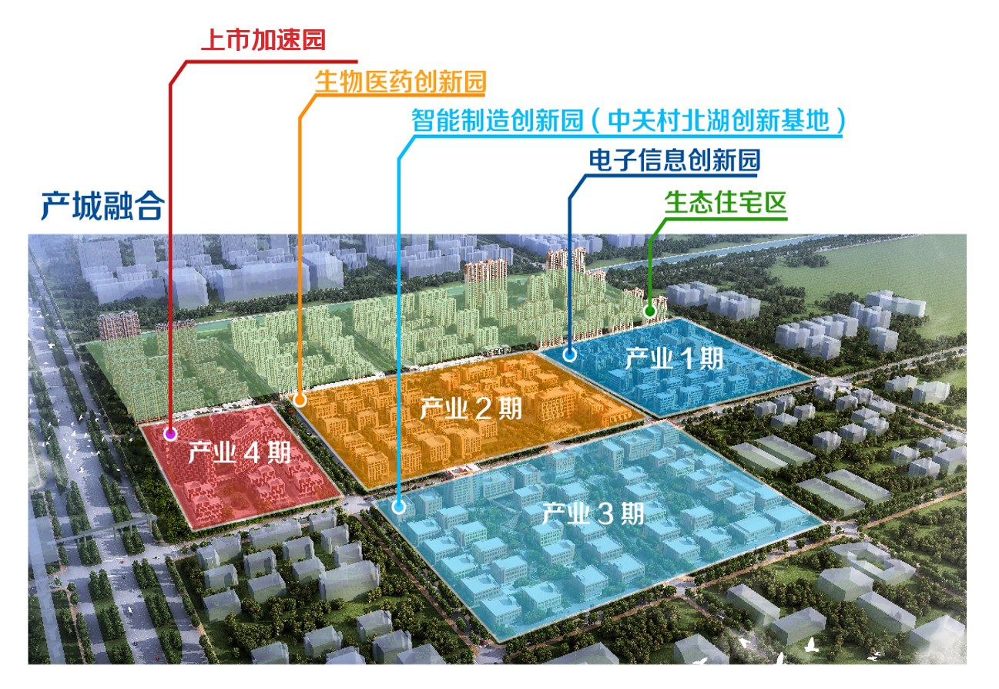 上市加速园
生物医药创新园
智能制造创新园（中关村北湖创新基地）
电子信息创新园
生态住宅区
产城融合
产业1期
产业2期
产业4期
产业3期